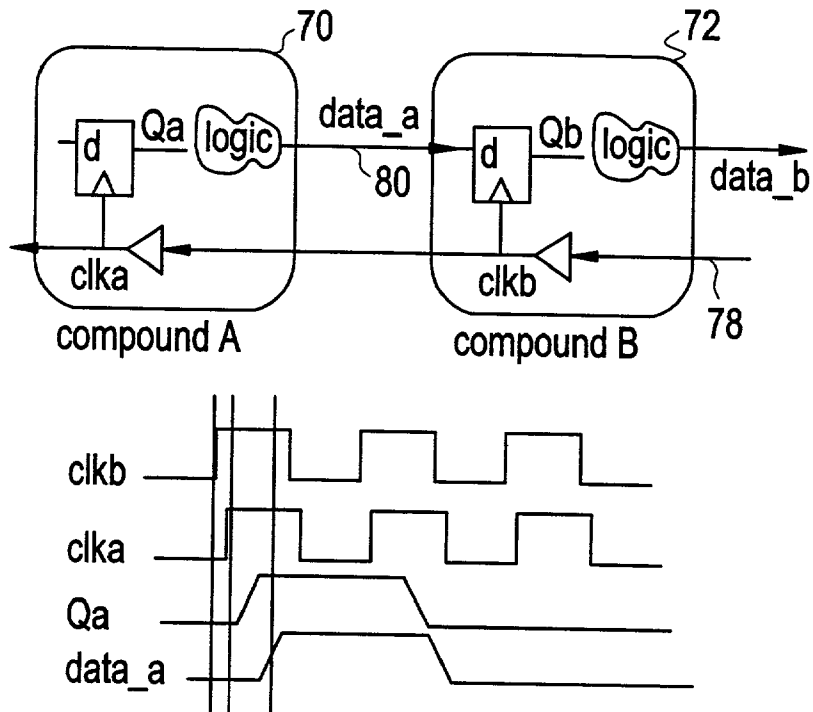 70
72
d
Qa
logic
data_a
80
d
Qb
logic
data_b
clka
clkb
78
compound A
compound B
clkb
clka
Qa
data_a